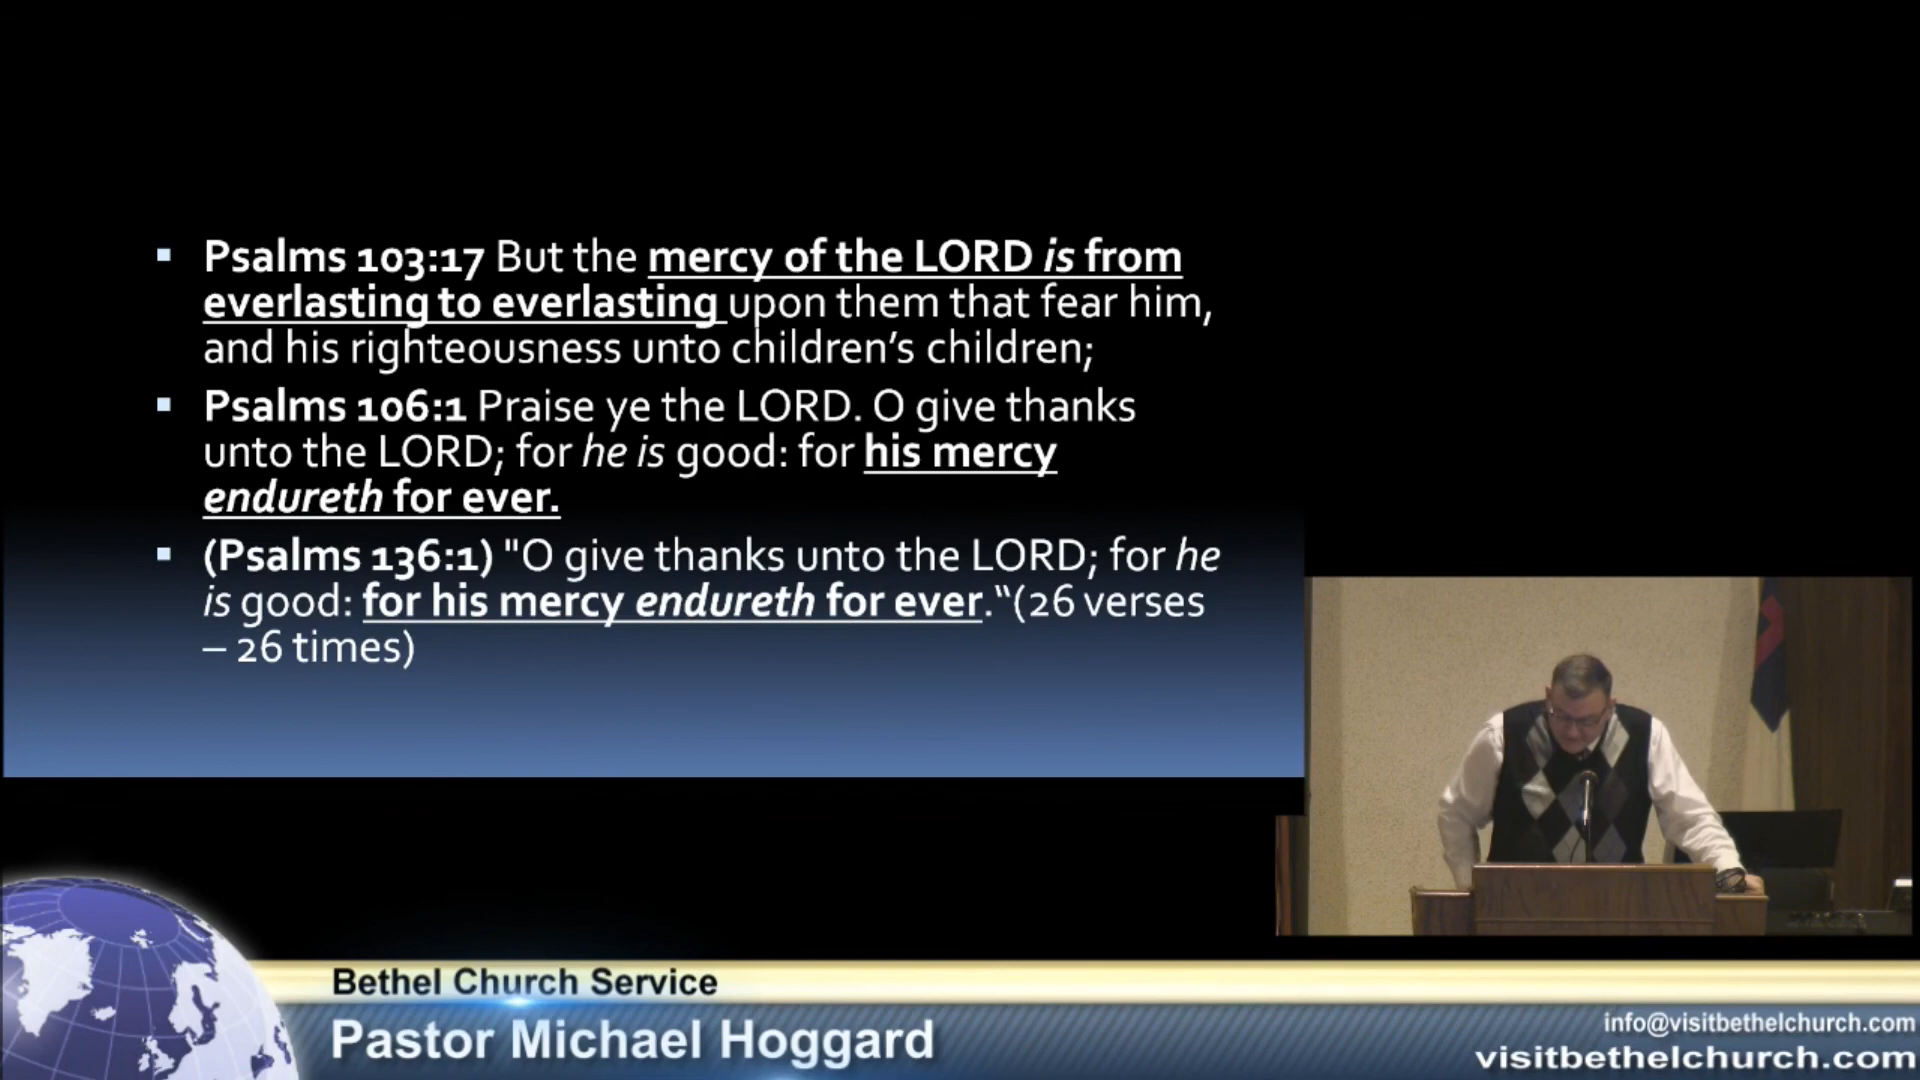 Psalms 103:17 But the mercy of the LORD is from
everlasting to everlasting upon them that fear him,
and his righteousness unto children’s children;
Psalms 106:1 Praise ye the LORD. O give thanks
unto the LORD; for he is good: for his mercy
endureth for ever.
(Psalms 136:1) "O give thanks unto the LORD; for he
is good: for his mercy endureth for ever.“(26 verses
– 26 times)
Bethel Church Service
Pastor Michael Hoggard
info@visitbethelchurch.com
visitbethelchurch.com